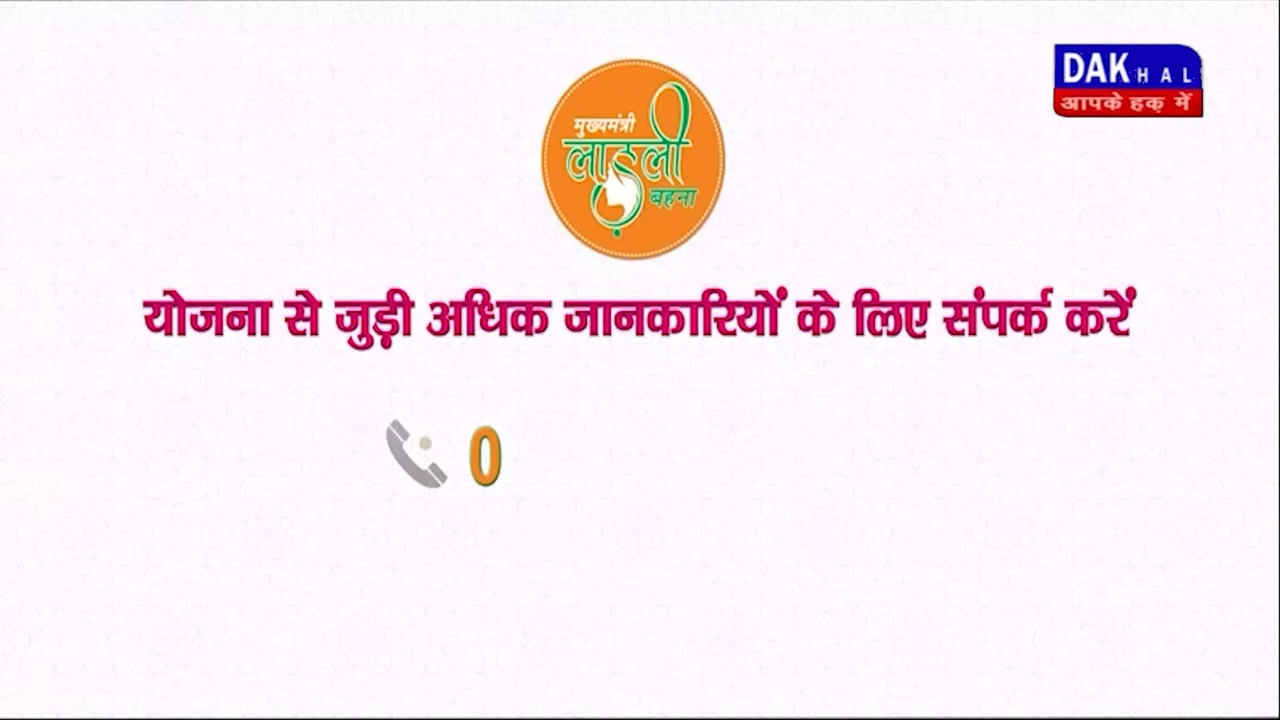 मुख्यमंत्री
लाड़ली
बहना
DAKHAL
आपके हक में
योजना से जुड़ी अधिक जानकारियों के लिए संपर्क करें
0